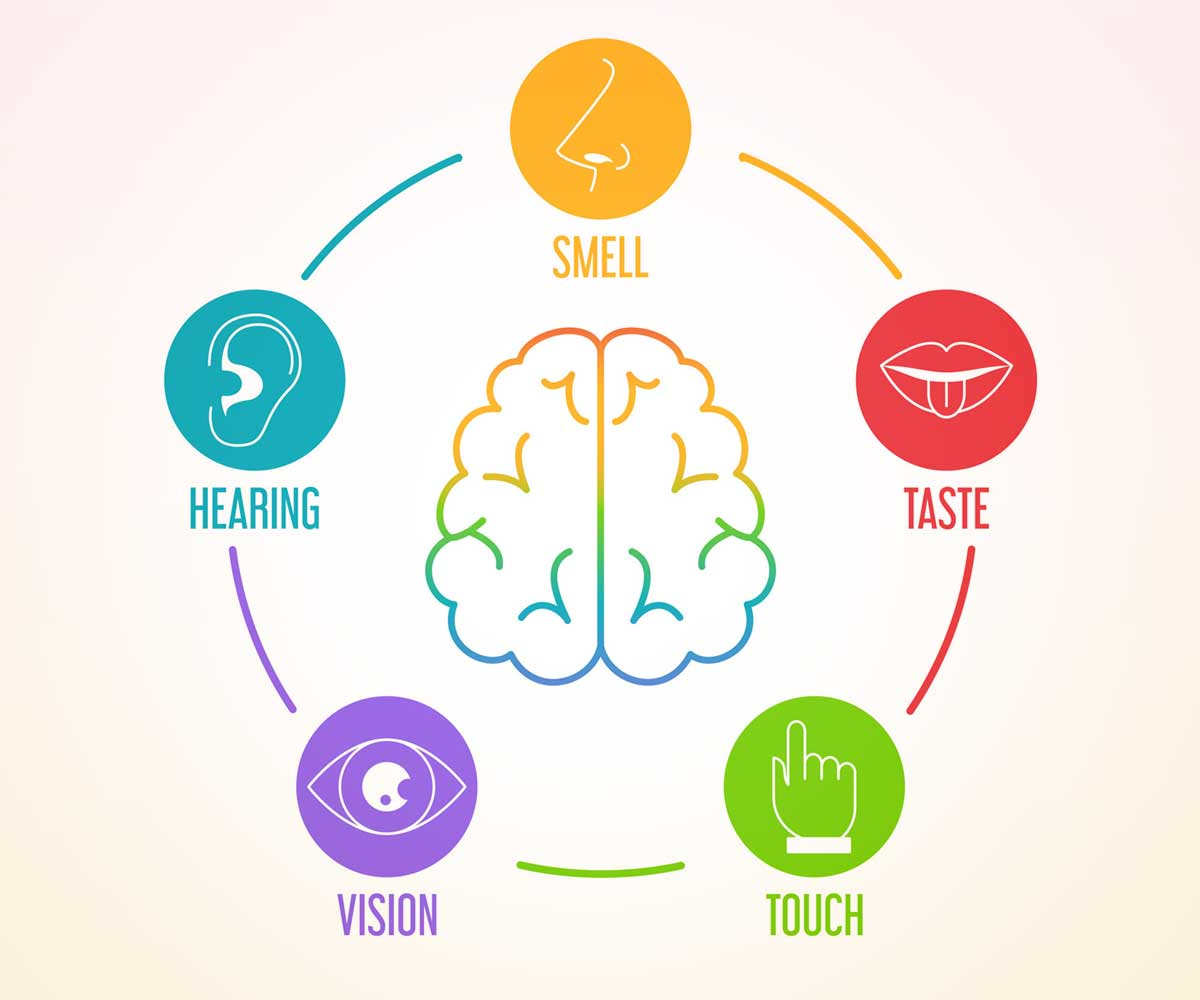 SMELL
HEARING
TASTE
VISION
TOUCH